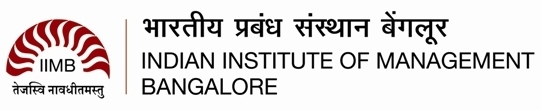 IIMB
तेजस्वि नावधीतमस्तु
भारतीय प्रबंध संस्थान बेंगलूर
INDIAN INSTITUTE OF MANAGEMENT
BANGALORE